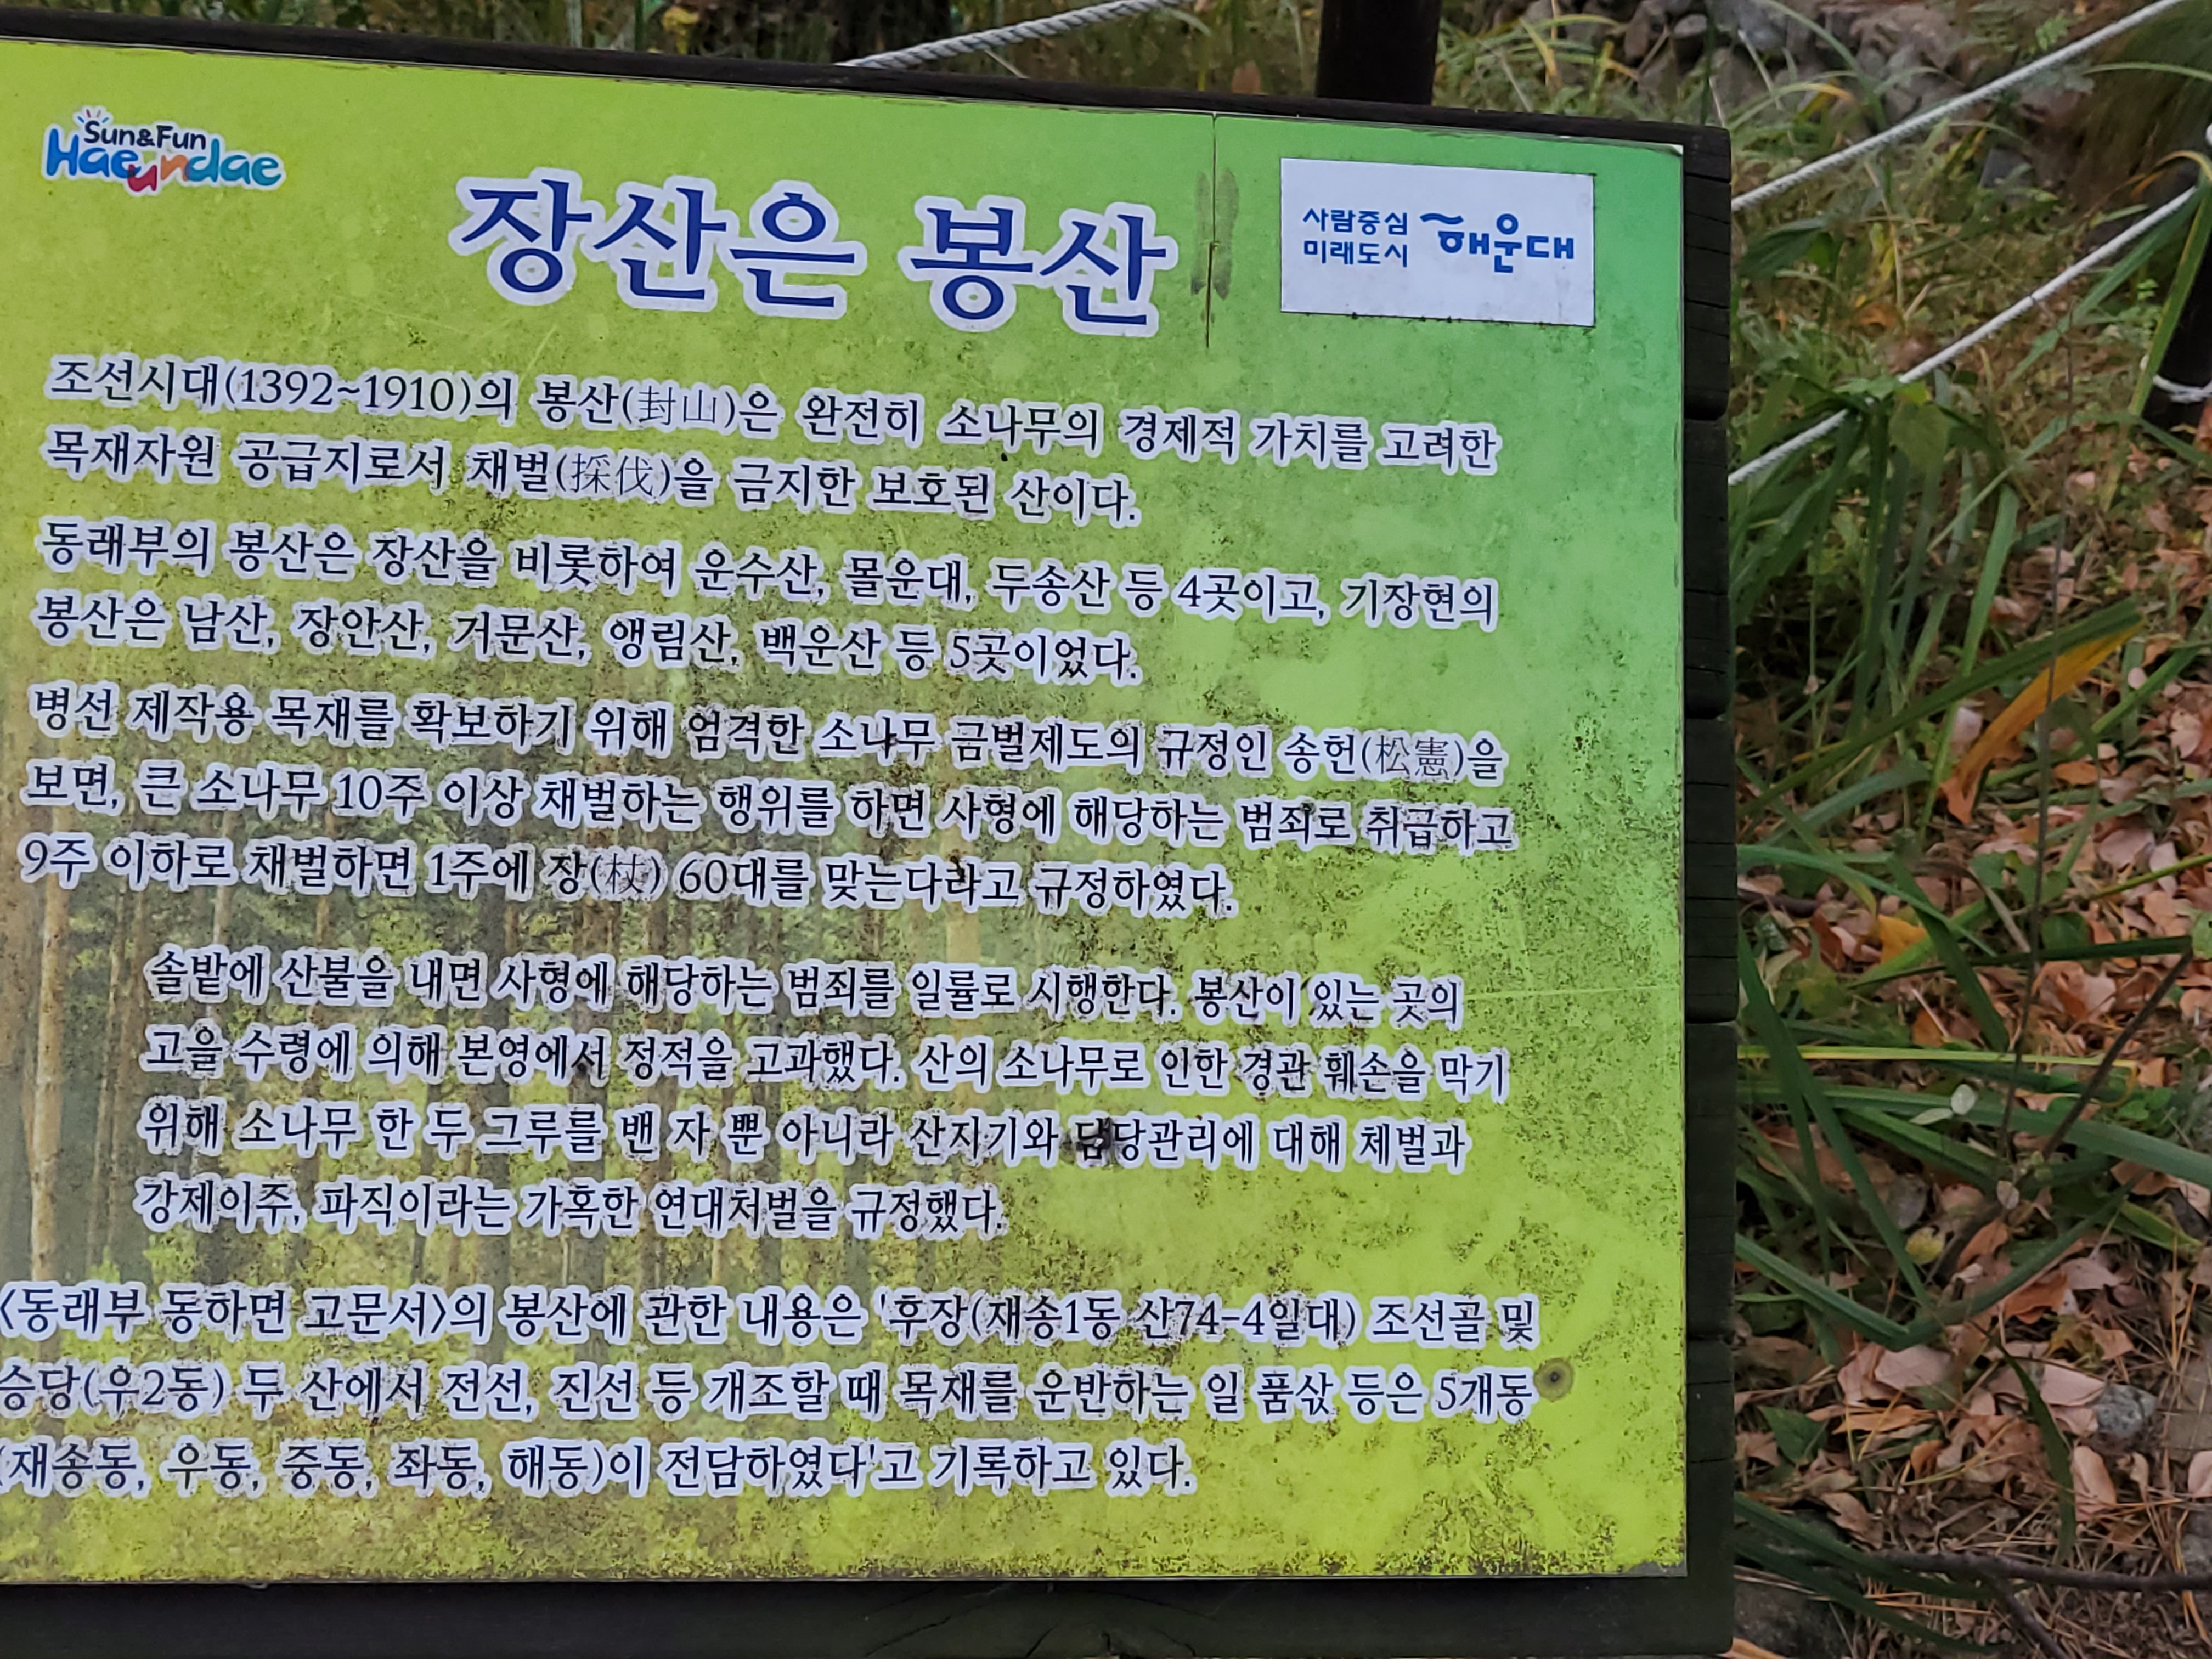 Sun&Fun
Haeundae
장산은 봉산
사람중심
미래도시
해운대
조선시대(1392~1910)의 봉산(封山)은 완전히 소나무의 경제적 가치를 고려한
목재자원 공급지로서 채벌(採伐)을 금지한 보호된 산이다.
동래부의 봉산은 장산을 비롯하여 운수산, 몰운대, 두송산 등 4곳이고, 기장현의
봉산은 남산, 장안산, 거문산, 앵림산, 백운산 등 5곳이었다.
병선 제작용 목재를 확보하기 위해 엄격한 소나무 금벌제도의 규정인 송헌(松憲)을
보면, 큰 소나무 10주 이상 채벌하는 행위를 하면 사형에 해당하는 범죄로 취급하고
9주 이하로 채벌하면 1주에 장(杖) 60대를 맞는다라고 규정하였다.
솔밭에 산불을 내면 사형에 해당하는 범죄를 일률로 시행한다. 봉산이 있는 곳의
고을 수령에 의해 본영에서 정적을 고과했다. 산의 소나무로 인한 경관 훼손을 막기
위해 소나무 한 두 그루를 밴 자 뿐 아니라 산지기와 담당관리에 대해 체벌과
강제이주, 파직이라는 가혹한 연대처벌을 규정했다.
<동래부 동하면 고문서>의 봉산에 관한 내용은 '후장(재송1동 산74-4일대) 조선골 및
승당(우2동) 두 산에서 전선, 진선 등 개조할 때 목재를 운반하는 일 품삯 등은 5개동
(재송동, 우동, 중동, 좌동, 해동)이 전담하였다'고 기록하고 있다.